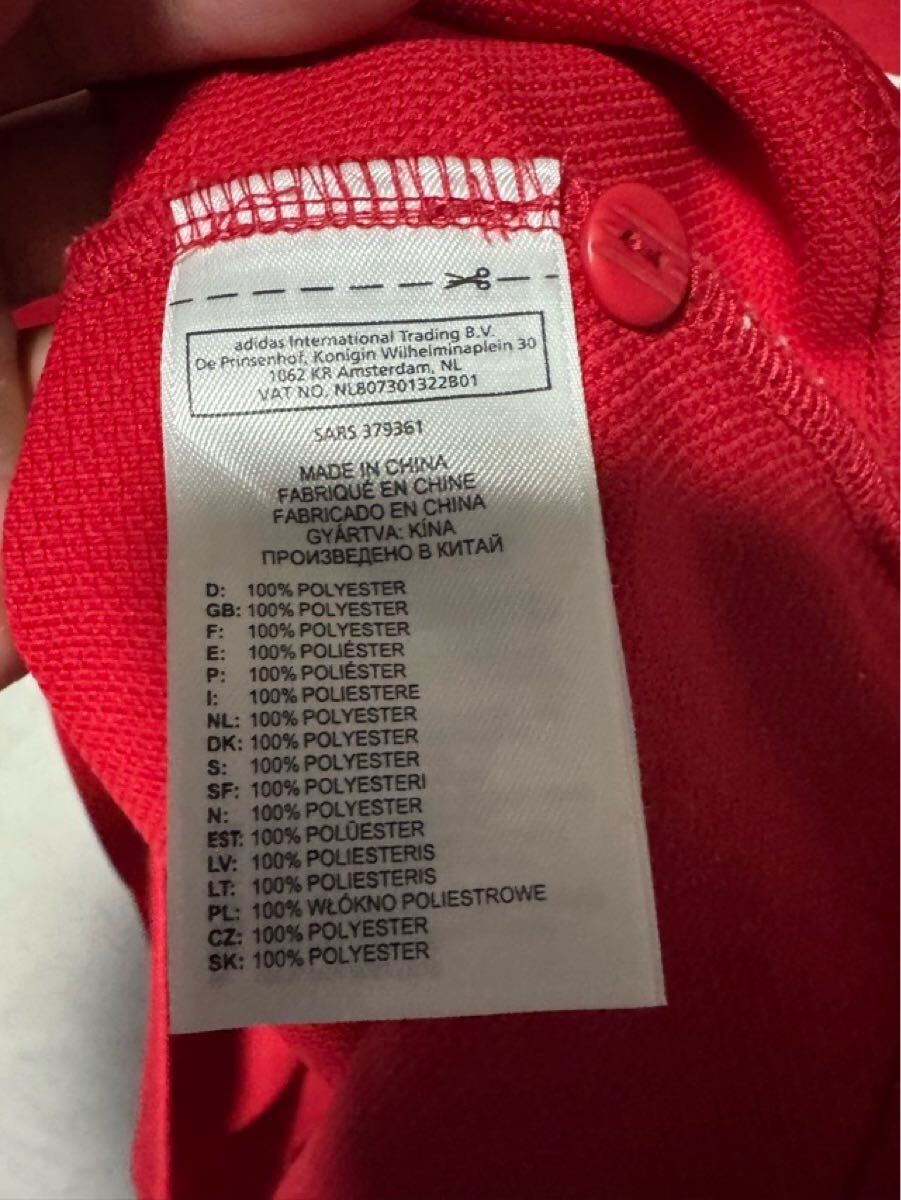 adidas International Trading B.V.
De Prinsenhof, Konigin Wilhelminaplein 30
1062 KR Amsterdam, NL
VAT NO. NL807301322B01
SARS 379361
MADE IN CHINA
FABRIQUÉ EN CHINE
FABRICADO EN CHINA
GYÁRTVA: KÍNA
ПРОИЗВЕДЕНО В КИТАЙ
D: 100% POLYESTER
GB: 100% POLYESTER
F: 100% POLYESTER
E: 100% POLIÉSTER
P: 100% POLIÉSTER
I: 100% POLIESTERE
NL: 100% POLYESTER
DK: 100% POLYESTER
S: 100% POLYESTER
SF: 100% POLYESTERI
N: 100% POLYESTER
EST: 100% POLÜESTER
LV: 100% POLIESTERIS
LT: 100% POLIESTERIS
PL: 100% WŁÓKNO POLIESTROWE
CZ: 100% POLYESTER
SK: 100% POLYESTER